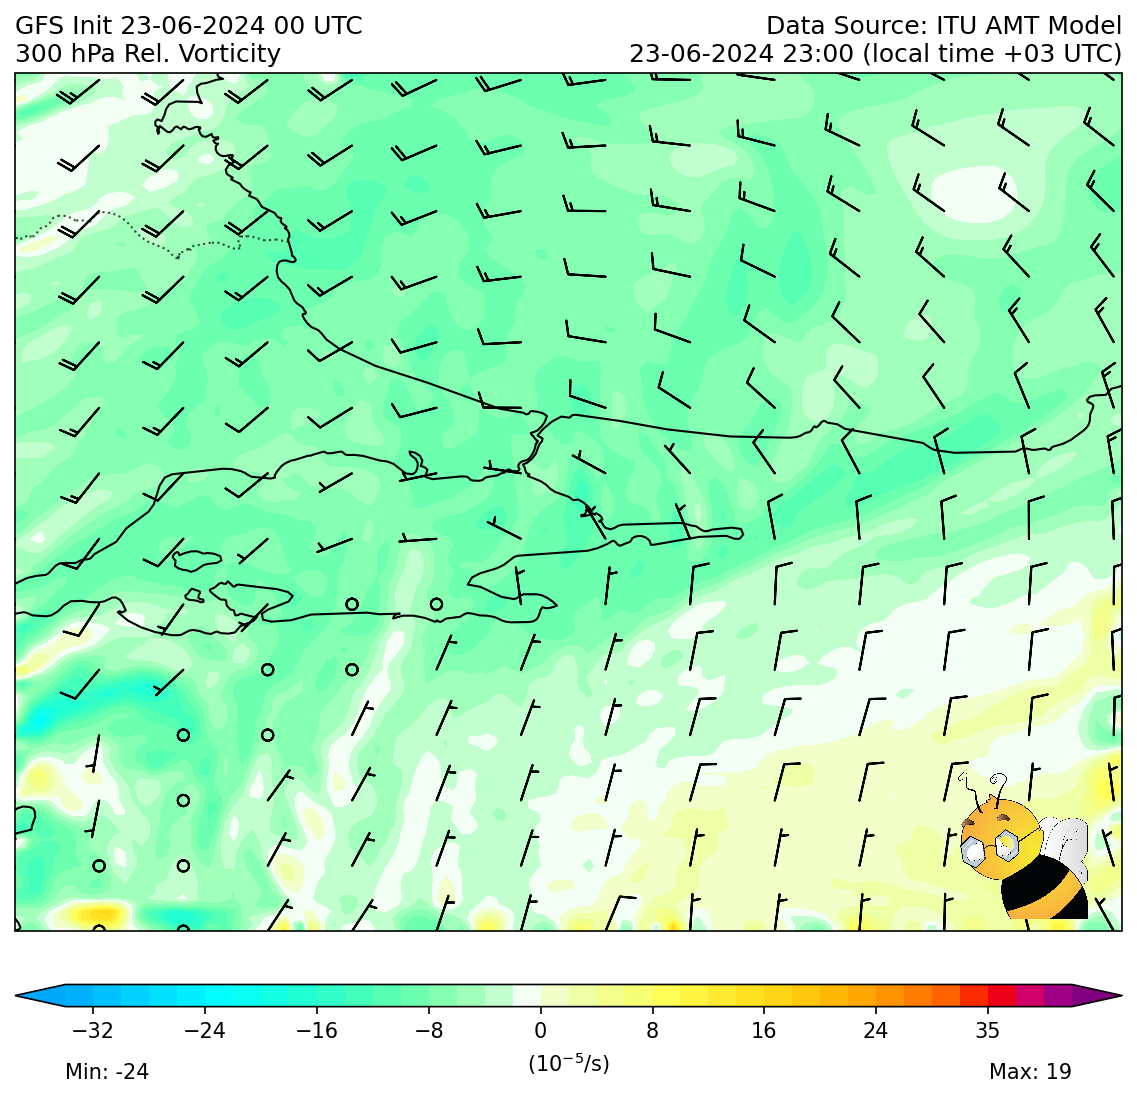 GFS Init 23-06-2024 00 UTC
Data Source: ITU AMT Model
300 hPa Rel. Vorticity
23-06-2024 23:00 (local time +03 UTC)
−32 −24 −16 −8 0 8 16 24 35
(10⁻⁵/s)
Min: -24
Max: 19